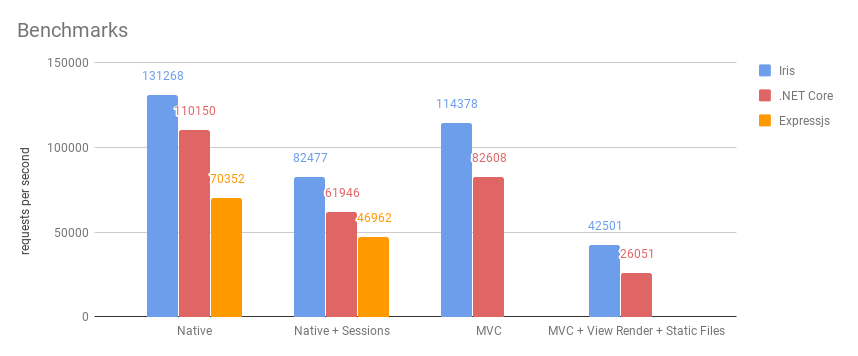 Benchmarks
150000
100000
50000
0
requests per second
131268
110150
70352
82477
61946
46962
114378
82608
42501
26051
Native
Native + Sessions
MVC
MVC + View Render + Static Files
Iris
.NET Core
Expressjs